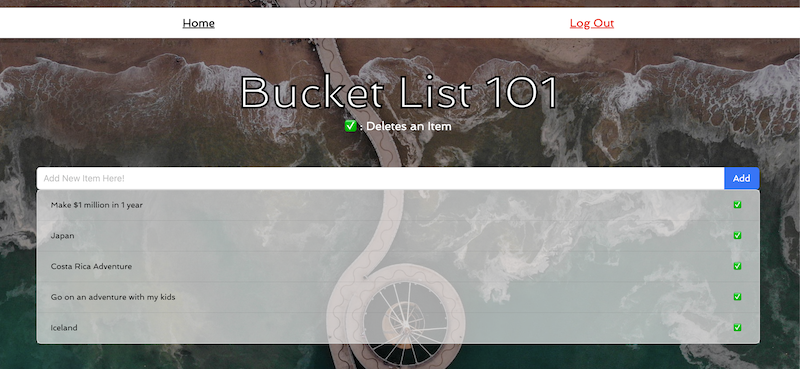 Home
Log Out
Bucket List 101
✅ : Deletes an Item
Add New Item Here!
Add
Make $1 million in 1 year
✅
Japan
✅
Costa Rica Adventure
✅
Go on an adventure with my kids
✅
Iceland
✅